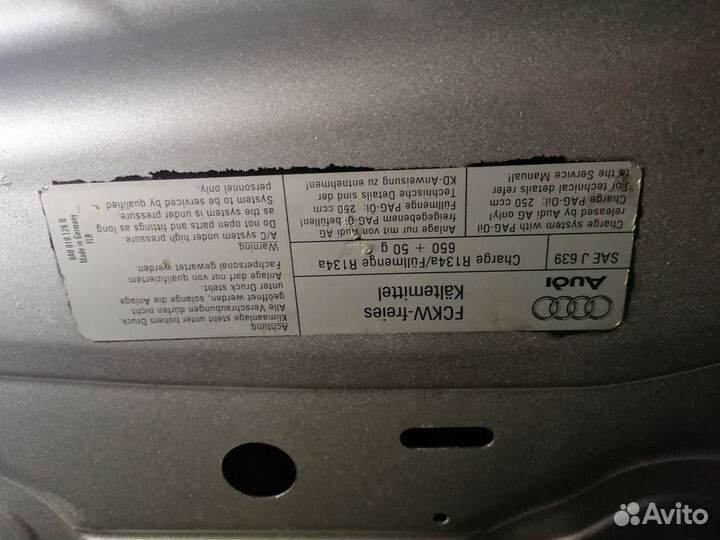 Audi
FCKW-freies
Kältemittel
SAE J 639
Charge R134a/Füllmenge R134a
650 + 50 g
Charge system with PAG-Oil
released by Audi AG only!
Charge PAG-Oil: 250 ccm
For technical details refer
to the Service Manual!
Anlage nur mit von Audi AG
freigegebenem PAG-Öl befüllen!
Füllmenge PAG-Öl: 250 ccm
Technische Details sind der
KD-Anweisung zu entnehmen!
Achtung
Klimaanlage steht unter hohem Druck.
Alle Verschraubungen dürfen nicht
geöffnet werden, solange die Anlage
unter Druck steht.
Anlage darf nur von qualifiziertem
Fachpersonal gewartet werden.
Warning
A/C system under high pressure.
Do not open fittings and parts as long
as the system is under pressure.
System to be serviced by qualified
personnel only.
8A0 010 126 N
Made in Germany
FLB
Avito